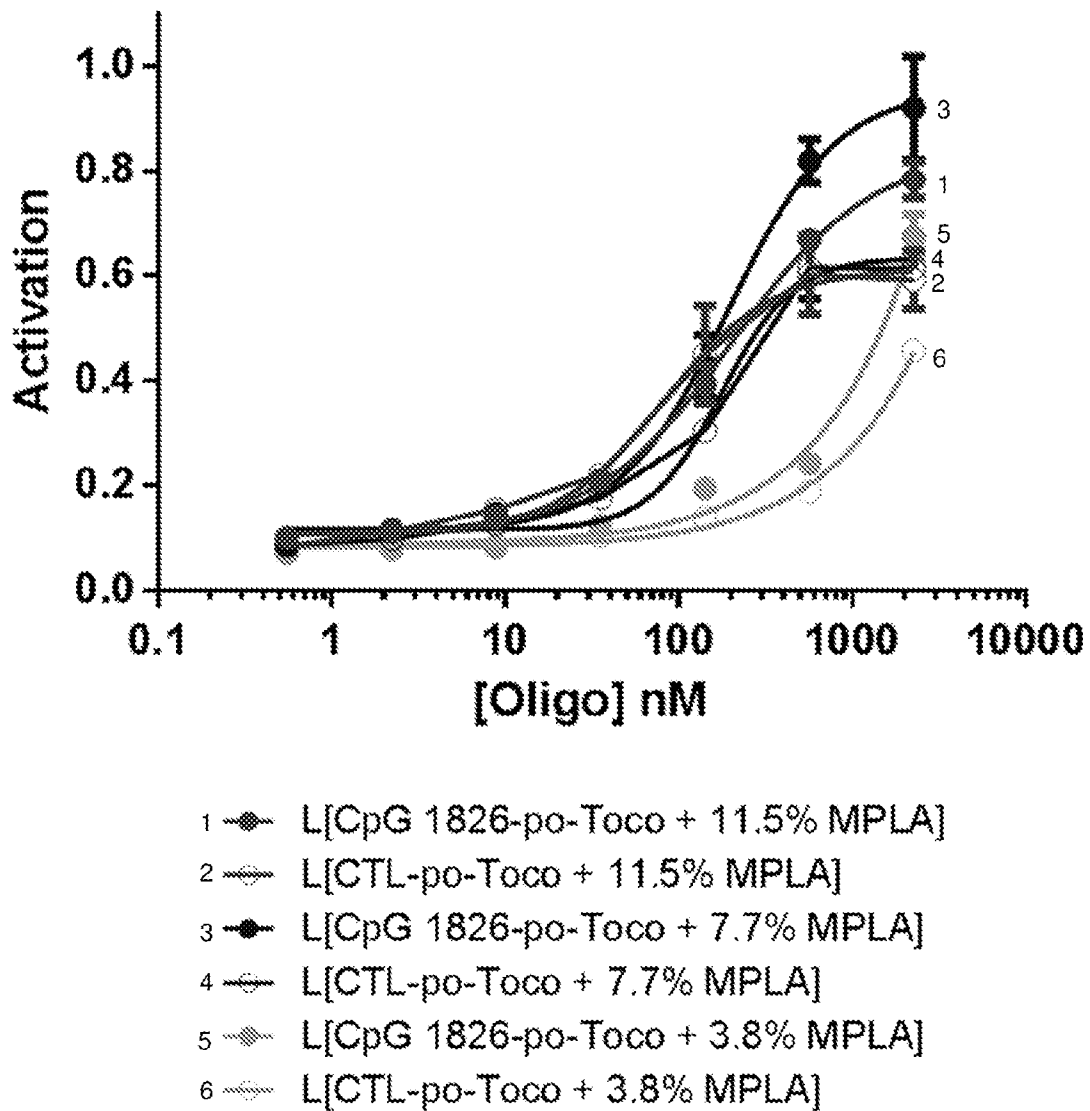 1.0
0.8
0.6
0.4
0.2
0.0
Activation
3
1
5
4
2
6
0.1 1 10 100 1000 10000
[Oligo] nM
1 L[CpG 1826-po-Toco + 11.5% MPLA]
2 L[CTL-po-Toco + 11.5% MPLA]
3 L[CpG 1826-po-Toco + 7.7% MPLA]
4 L[CTL-po-Toco + 7.7% MPLA]
5 L[CpG 1826-po-Toco + 3.8% MPLA]
6 L[CTL-po-Toco + 3.8% MPLA]